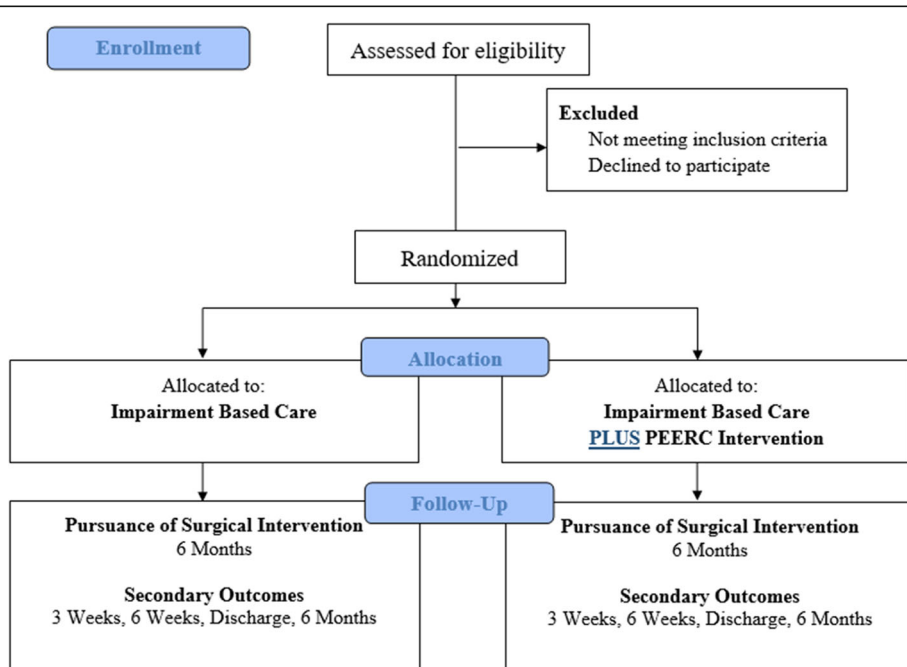 Enrollment
Assessed for eligibility
Excluded
Not meeting inclusion criteria
Declined to participate
Randomized
Allocation
Allocated to:
Impairment Based Care
Allocated to:
Impairment Based Care
PLUS PEERC Intervention
Follow-Up
Pursuance of Surgical Intervention
6 Months
Secondary Outcomes
3 Weeks, 6 Weeks, Discharge, 6 Months
Pursuance of Surgical Intervention
6 Months
Secondary Outcomes
3 Weeks, 6 Weeks, Discharge, 6 Months